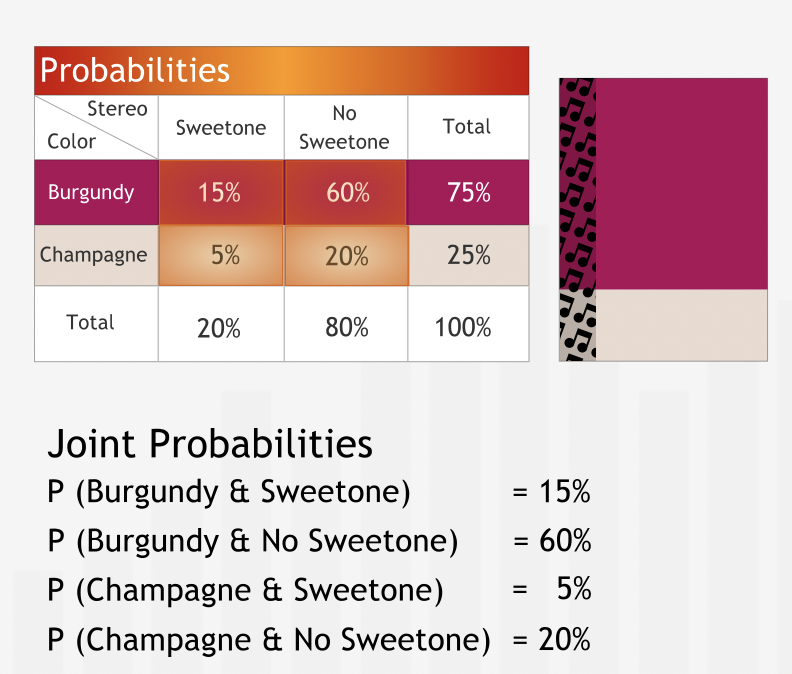 Probabilities
Stereo
Color
Sweetone
No
Sweetone
Total
Burgundy 15% 60% 75%
Champagne 5% 20% 25%
Total 20% 80% 100%
Joint Probabilities
P (Burgundy & Sweetone) = 15%
P (Burgundy & No Sweetone) = 60%
P (Champagne & Sweetone) = 5%
P (Champagne & No Sweetone) = 20%